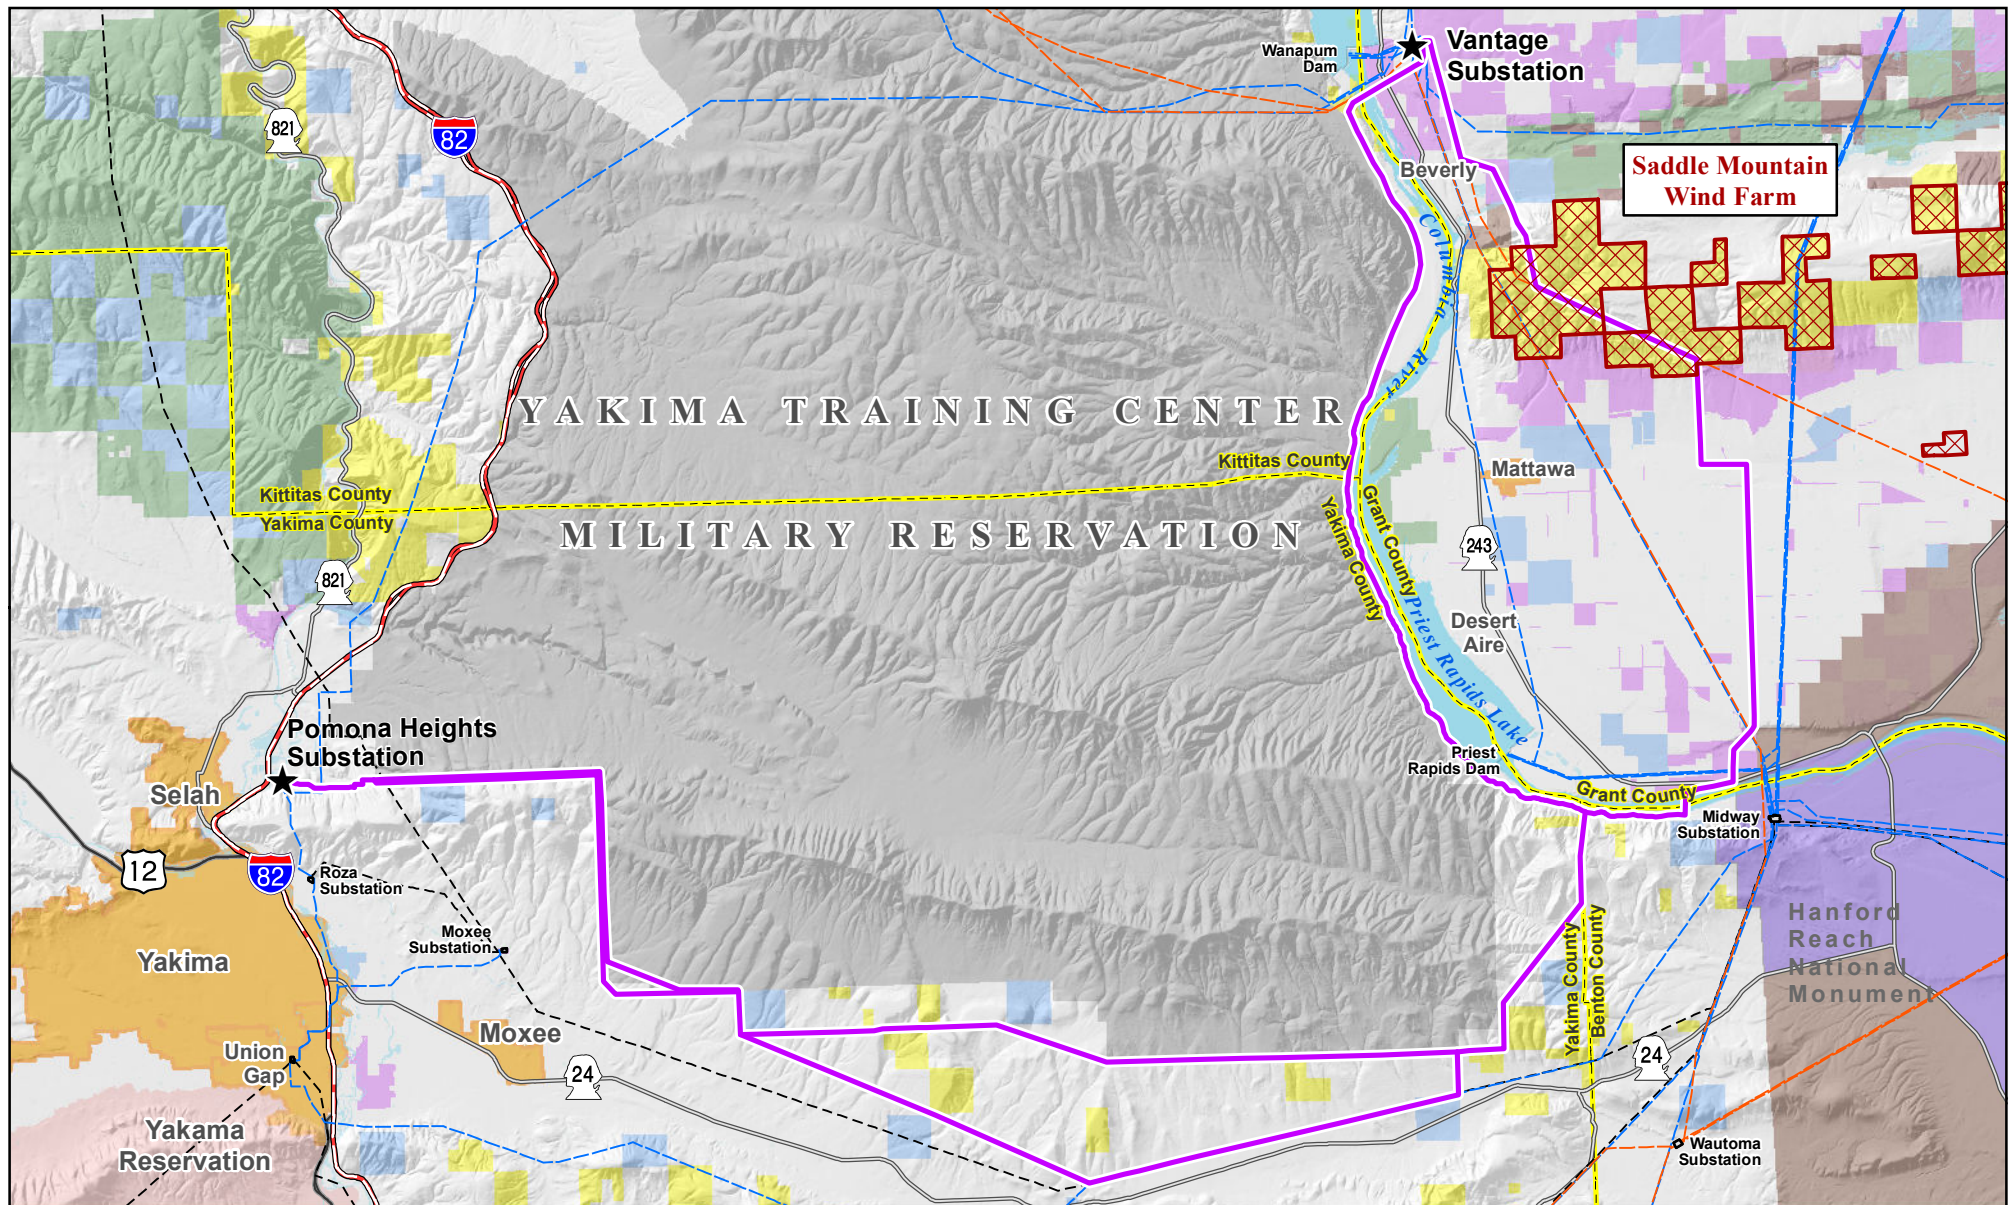 Wanapum
Dam
Vantage
Substation
821
82
Beverly
Saddle Mountain
Wind Farm
Columbia
River
YAKIMA TRAINING CENTER
Kittitas County
Mattawa
Kittitas County
Yakima County
MILITARY RESERVATION
Grant County
Yakima County
243
821
Priest Rapids Lake
Desert
Aire
Pomona Heights
Substation
Priest
Rapids Dam
Selah
Grant County
Midway
Substation
12
82
Roza
Substation
Moxee
Substation
Hanford
Reach
National
Monument
Yakima
Yakima County
Benton County
Moxee
Union
Gap
24
24
Yakama
Reservation
Wautoma
Substation